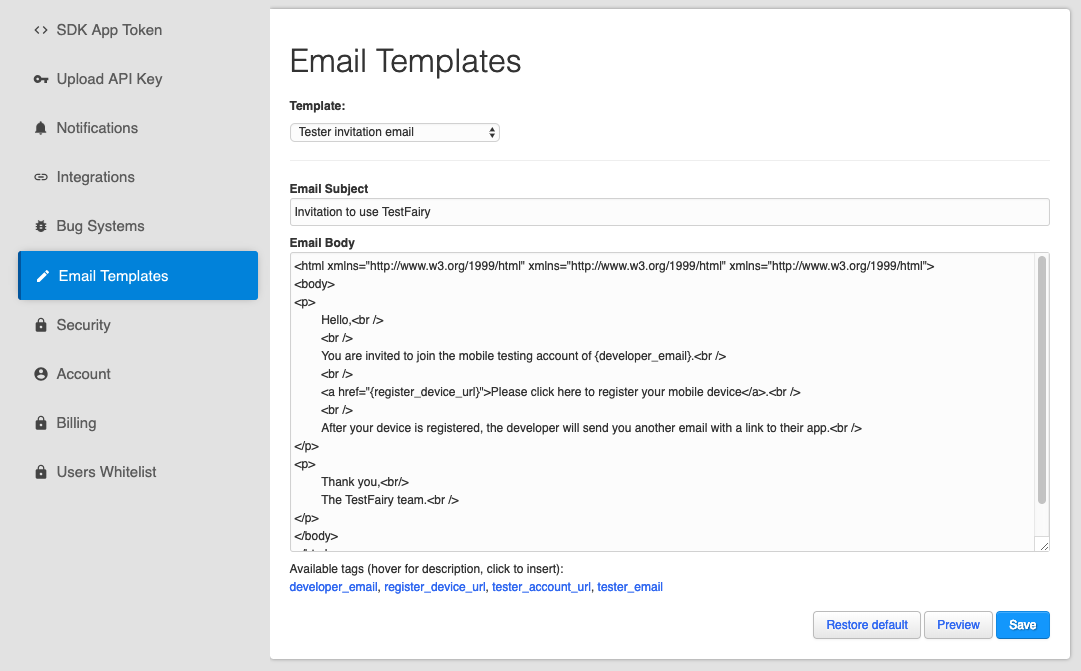 SDK App Token
Upload API Key
Notifications
Integrations
Bug Systems
Email Templates
Security
Account
Billing
Users Whitelist
Email Templates
Template:
Tester invitation email
Email Subject
Invitation to use TestFairy
Email Body
<html xmlns="http://www.w3.org/1999/html" xmlns="http://www.w3.org/1999/html" xmlns="http://www.w3.org/1999/html">
<body>
<p>
Hello,<br />
<br />
You are invited to join the mobile testing account of {developer_email}.<br />
<br />
<a href="{register_device_url}">Please click here to register your mobile device</a>.<br />
<br />
After your device is registered, the developer will send you another email with a link to their app.<br />
</p>
<p>
Thank you,<br/>
The TestFairy team.<br />
</p>
</body>
Available tags (hover for description, click to insert):
developer_email, register_device_url, tester_account_url, tester_email
Restore default
Preview
Save